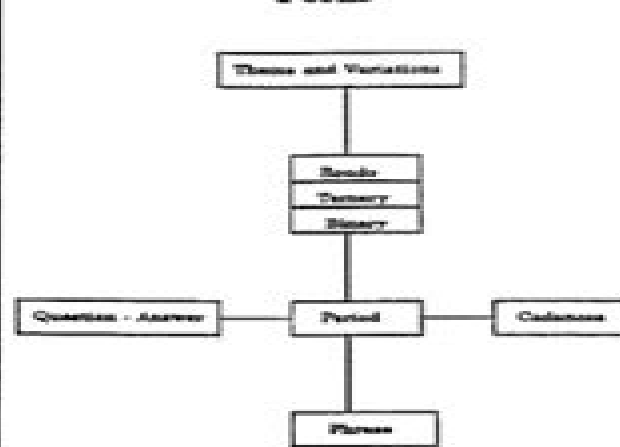 Theme and Variations
Rondo
Ternary
Binary
Question - Answer
Period
Cadences
Phrase